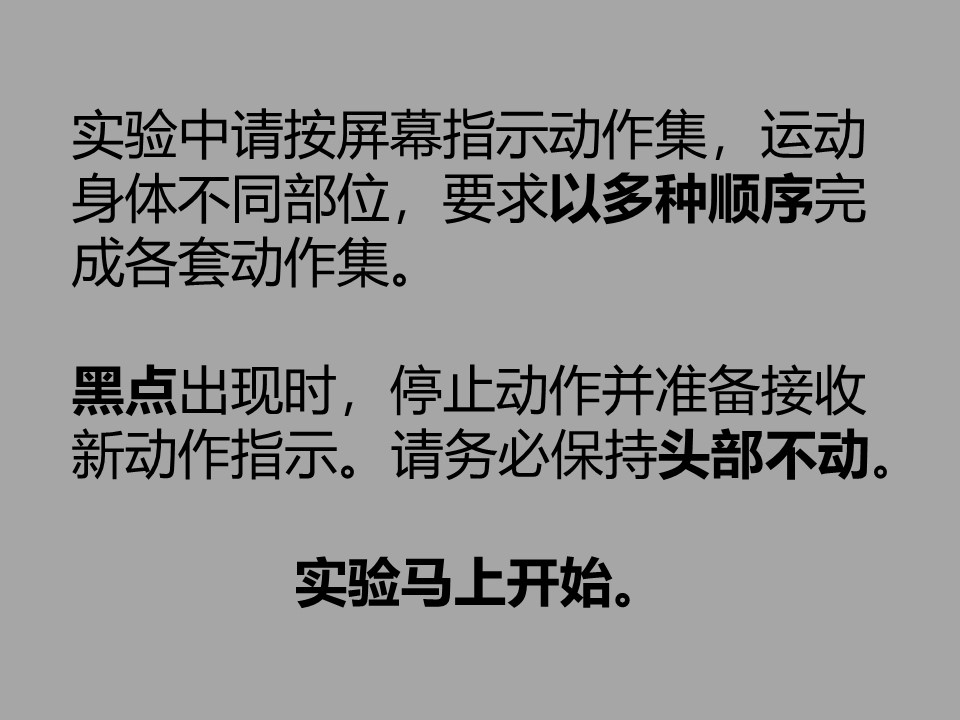 实验中请按屏幕指示动作集，运动
身体不同部位，要求以多种顺序完
成各套动作集。
黑点出现时，停止动作并准备接收
新动作指示。请务必保持头部不动。
实验马上开始。